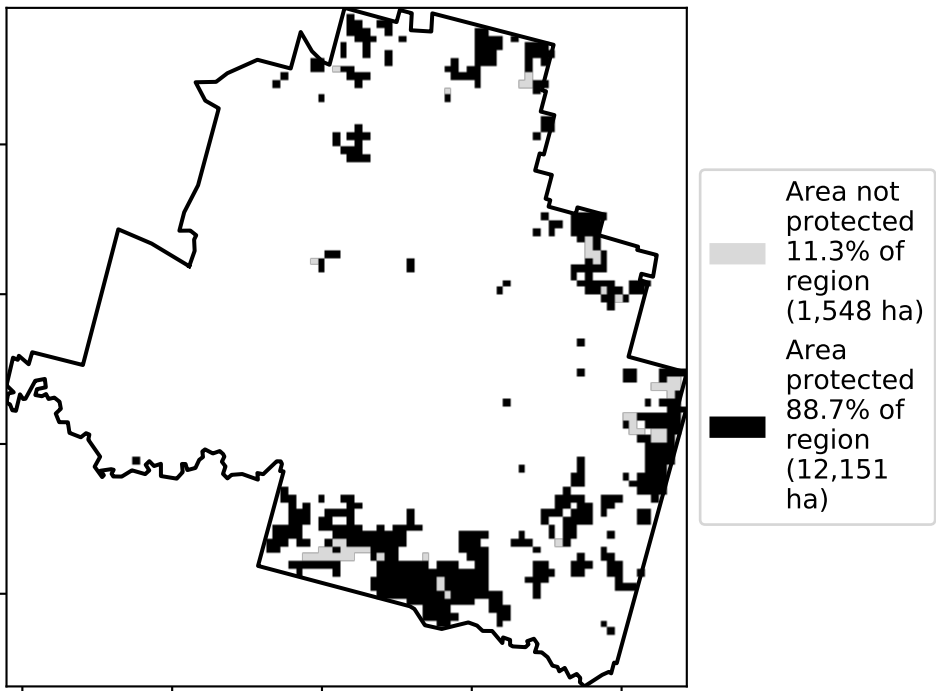 Area not
protected
11.3% of
region
(1,548 ha)
Area
protected
88.7% of
region
(12,151
ha)